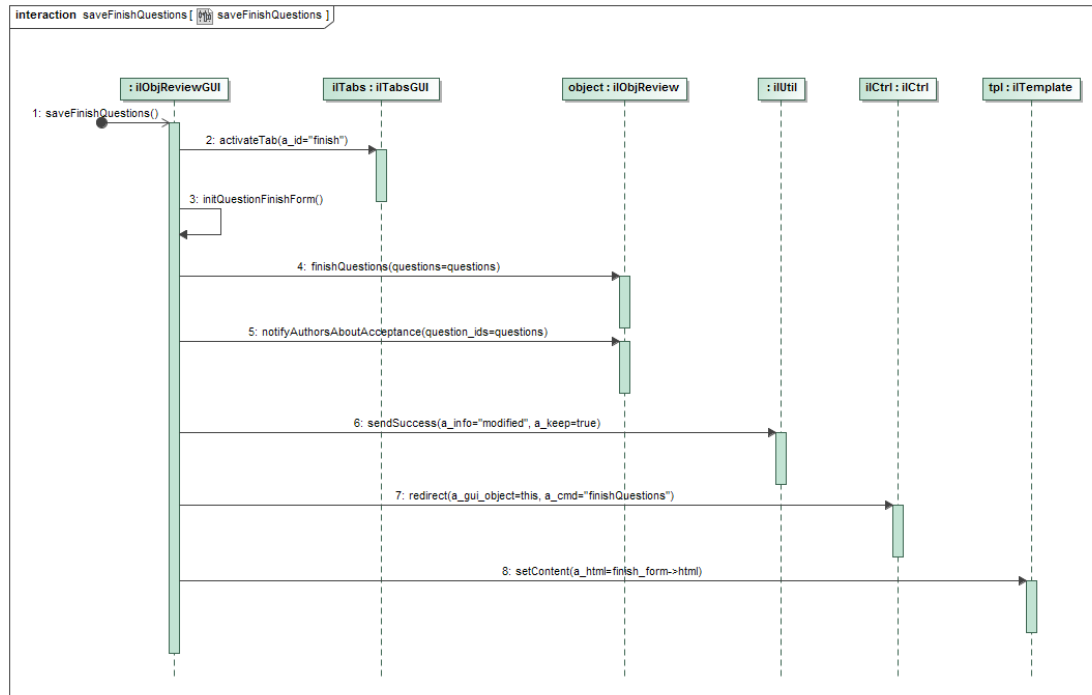 interaction saveFinishQuestions [ saveFinishQuestions ]
: ilObjReviewGUI
ilTabs : ilTabsGUI
object : ilObjReview
: ilUtil
ilCtrl : ilCtrl
tpl : ilTemplate
1: saveFinishQuestions()
2: activateTab(a_id="finish")
3: initQuestionFinishForm()
4: finishQuestions(questions=questions)
5: notifyAuthorsAboutAcceptance(question_ids=questions)
6: sendSuccess(a_info="modified", a_keep=true)
7: redirect(a_gui_object=this, a_cmd="finishQuestions")
8: setContent(a_html=finish_form->html)